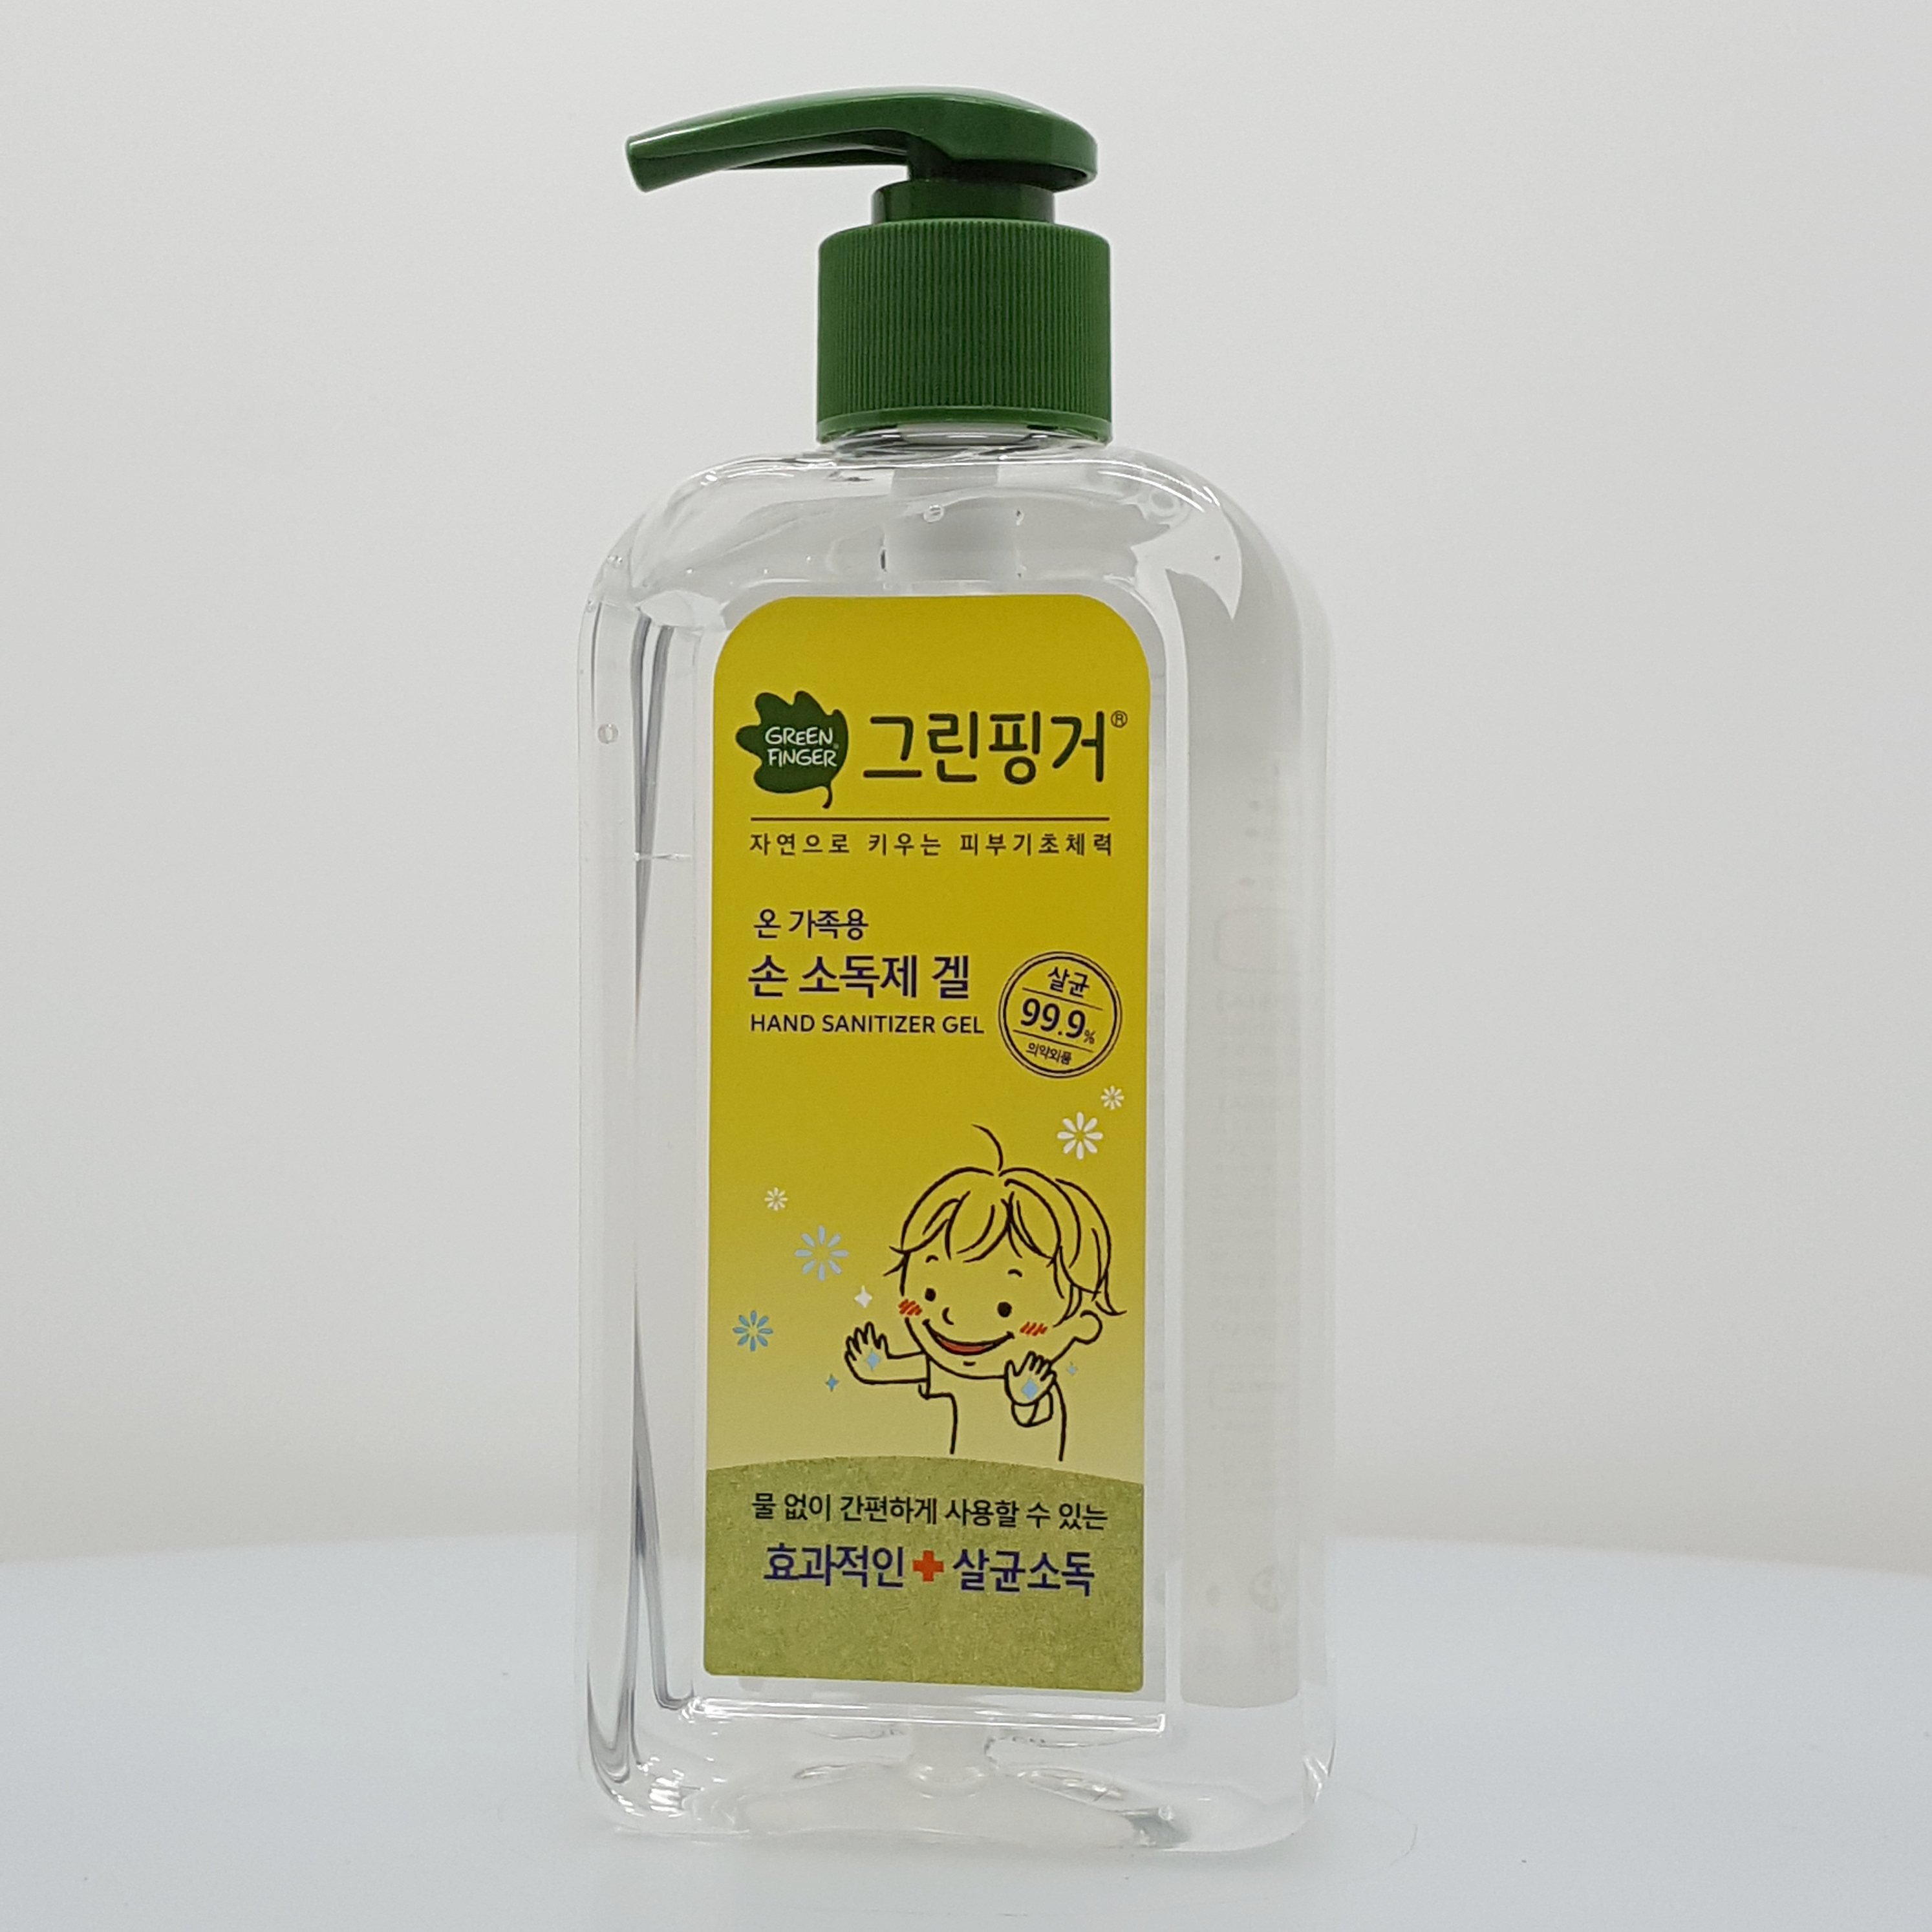 GREEN
FINGER®
그린핑거®
자연으로 키우는 피부기초체력
온 가족용
손 소독제 겔
HAND SANITIZER GEL
살균
99.9%
의약외품
물 없이 간편하게 사용할 수 있는
효과적인 + 살균소독